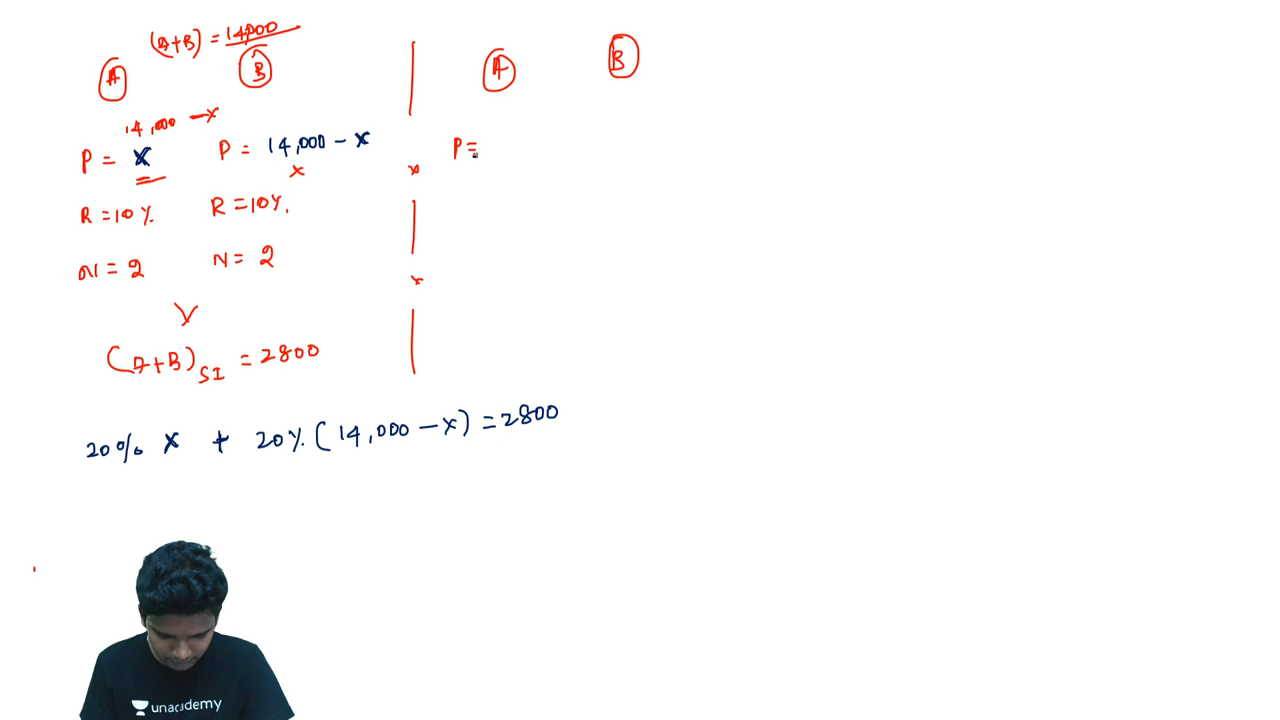 (A+B) = 14000
A B A B
14,000 - x
P = x P = 14,000 - x P =
x x
R = 10% R = 10%
N = 2 N = 2
x
(A+B)SI = 2800
20% x + 20% (14,000 - x) = 2800
unacademy